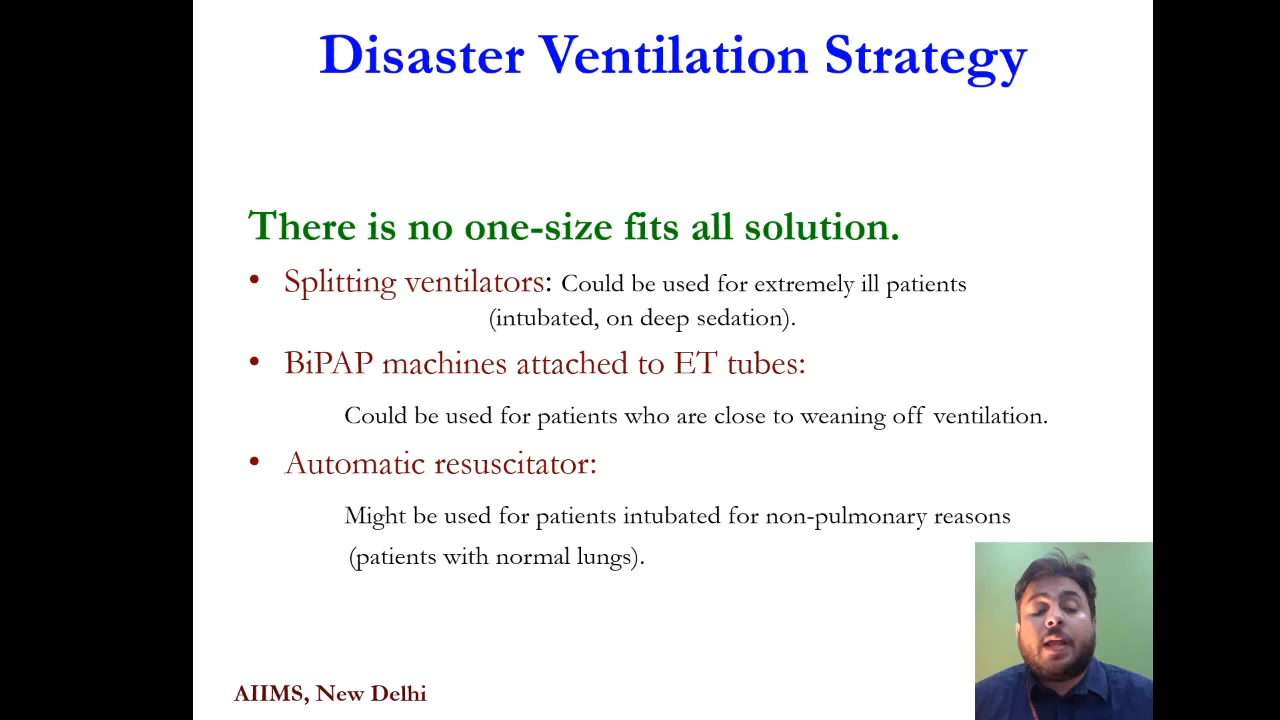 Disaster Ventilation Strategy
There is no one-size fits all solution.
• Splitting ventilators: Could be used for extremely ill patients
(intubated, on deep sedation).
• BiPAP machines attached to ET tubes:
Could be used for patients who are close to weaning off ventilation.
• Automatic resuscitator:
Might be used for patients intubated for non-pulmonary reasons
(patients with normal lungs).
AIIMS, New Delhi